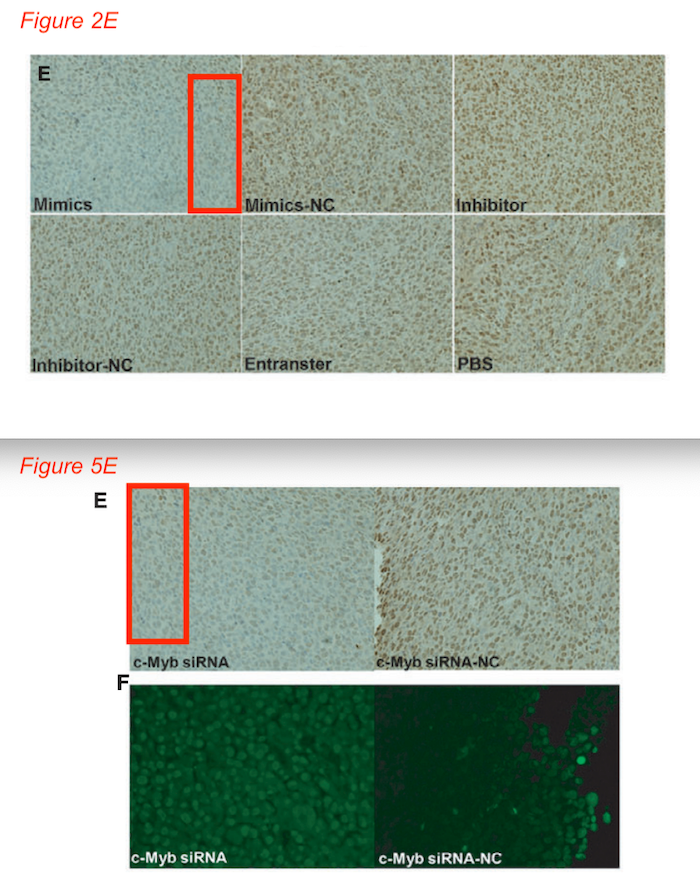 Figure 2E
E
Mimics
Mimics-NC
Inhibitor
Inhibitor-NC
Entranster
PBS
Figure 5E
E
c-Myb siRNA
c-Myb siRNA-NC
F
c-Myb siRNA
c-Myb siRNA-NC